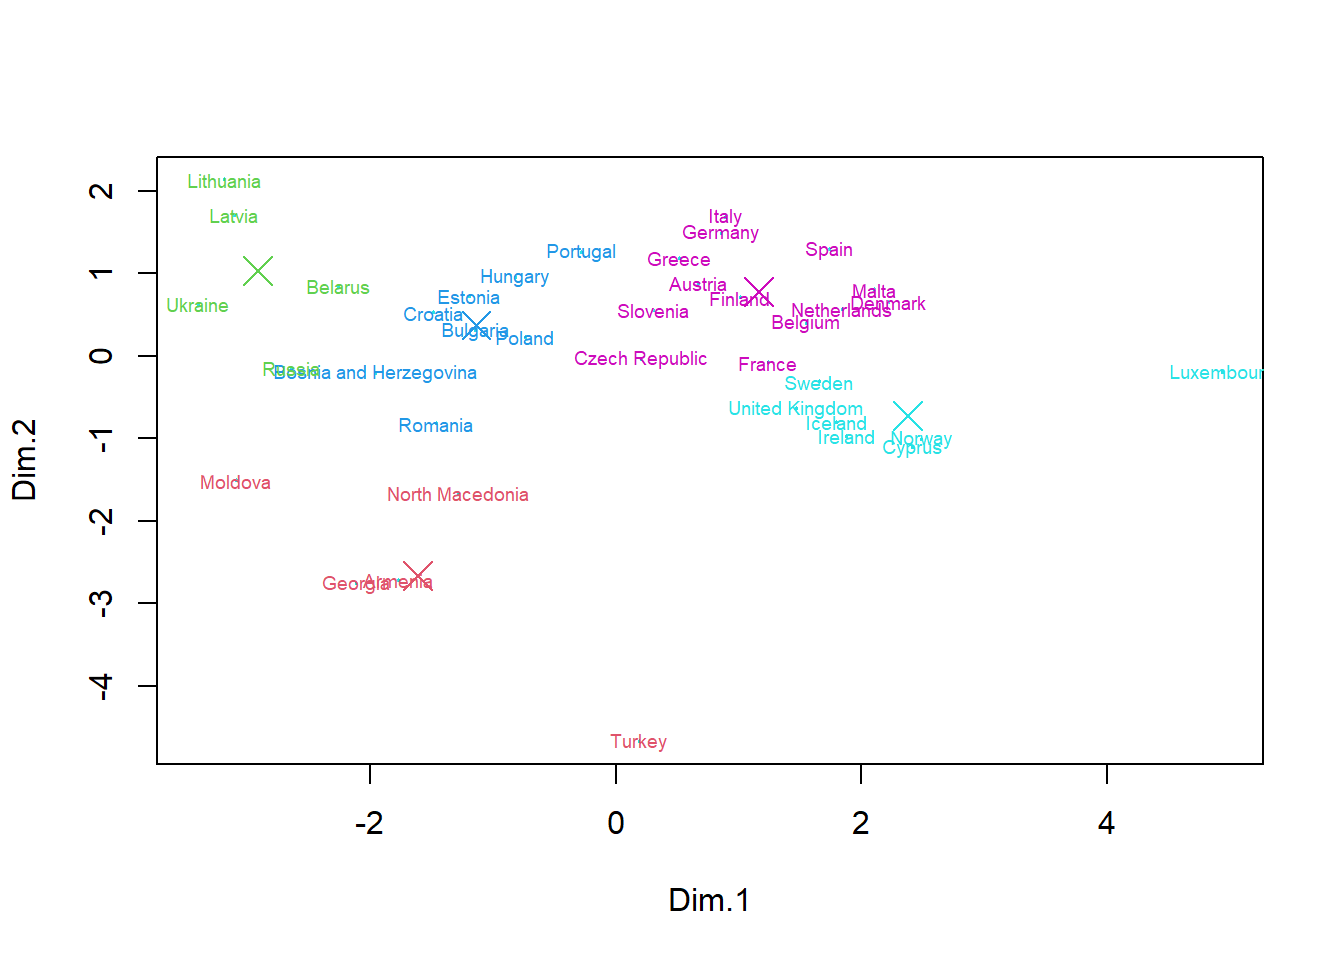 Lithuania
Latvia
Italy
Germany
Portugal
Spain
Greece
Hungary
Belarus
Austria
Malta
Estonia
Finland
Denmark
Ukraine
Croatia
Slovenia
Netherlands
Bulgaria
Belgium
Poland
Czech Republic
France
Russia
Bosnia and Herzegovina
Luxembour
Sweden
United Kingdom
Romania
Iceland
Ireland
Norway
Cyprus
Moldova
North Macedonia
Georgia
Armenia
Turkey
2
1
0
-1
-2
-3
-4
Dim.2
-2
0
2
4
Dim.1